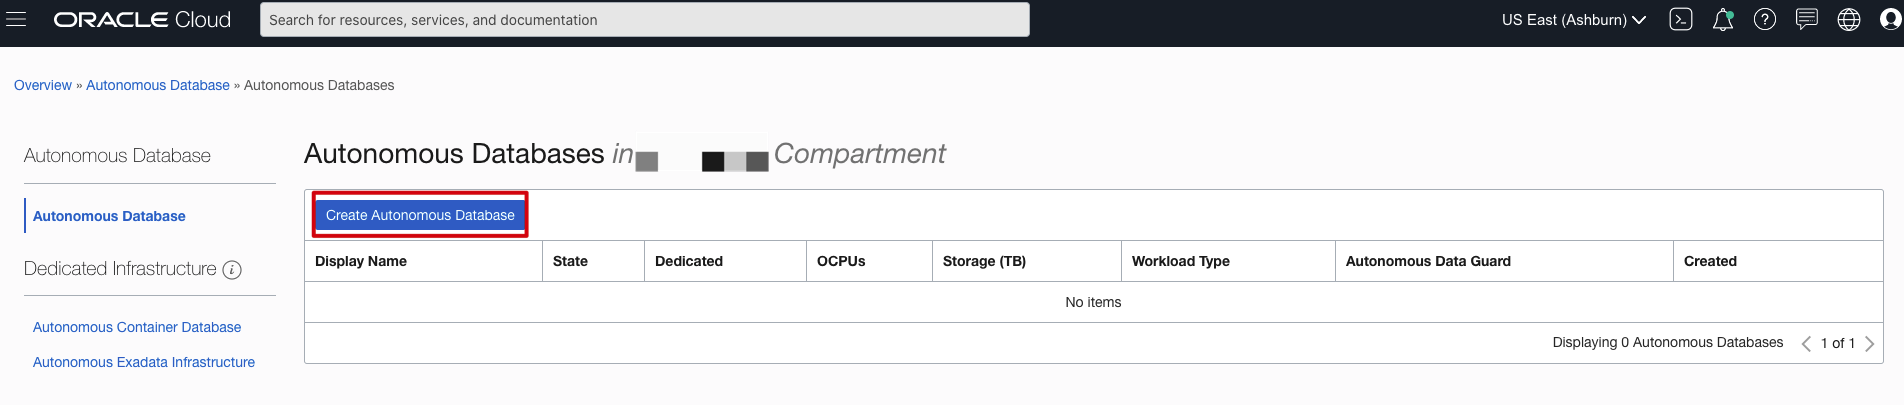 ORACLE Cloud
Search for resources, services, and documentation
US East (Ashburn)
Overview » Autonomous Database » Autonomous Databases
Autonomous Database
Autonomous Database
Dedicated Infrastructure i
Autonomous Container Database
Autonomous Exadata Infrastructure
Autonomous Databases in Compartment
Create Autonomous Database
Display Name State Dedicated OCPUs Storage (TB) Workload Type Autonomous Data Guard Created
No items
Displaying 0 Autonomous Databases < 1 of 1 >